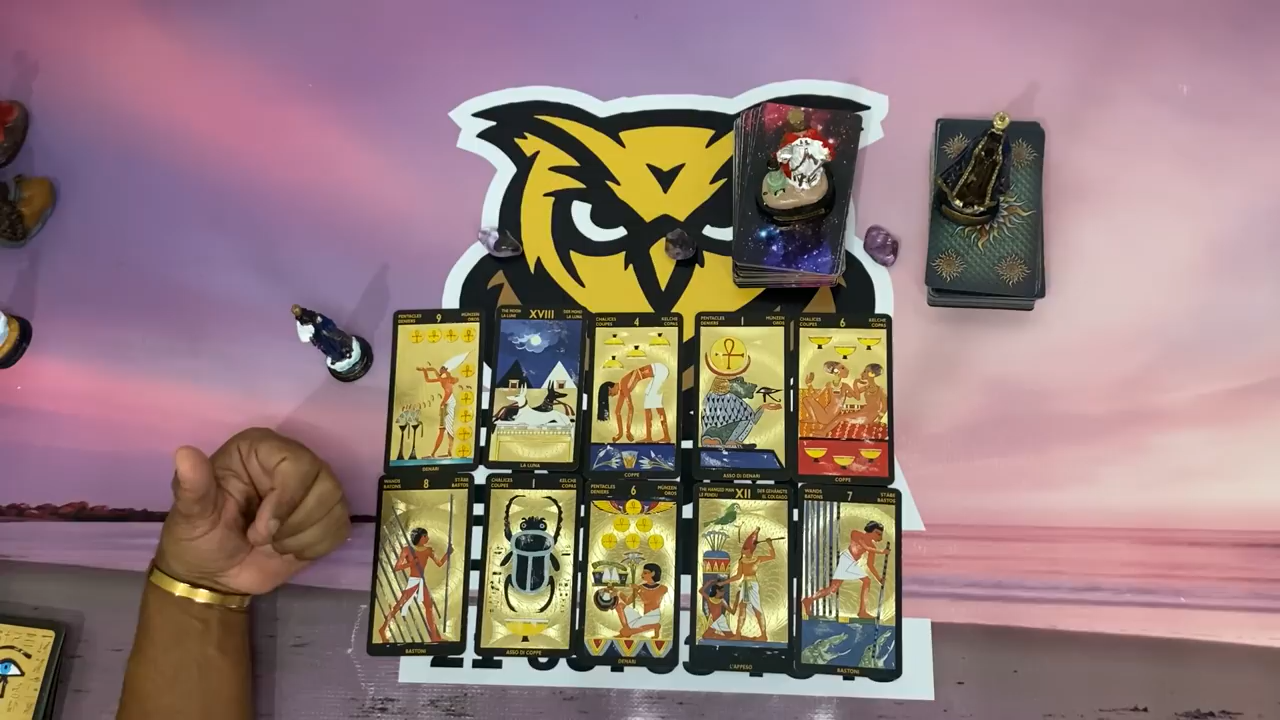 PENTACLES DENIERS 9 MÜNZEN OROS
DENARI
THE MOON LA LUNE XVIII DER MOND LA LUNA
LA LUNA
CHALICES COUPES 4 KELCHE COPAS
COPPE
PENTACLES DENIERS I MÜNZEN OROS
ASSO DI DENARI
CHALICES COUPES 6 KELCHE COPAS
COPPE
WANDS BATONS 8 STÄBE BASTOS
BASTONI
CHALICES COUPES I KELCHE COPAS
ASSO DI COPPE
PENTACLES DENIERS 6 MÜNZEN OROS
DENARI
THE HANGED MAN LE PENDU XII DER GEHÄNGTE EL COLGADO
L'APPESO
WANDS BATONS 7 STÄBE BASTOS
BASTONI